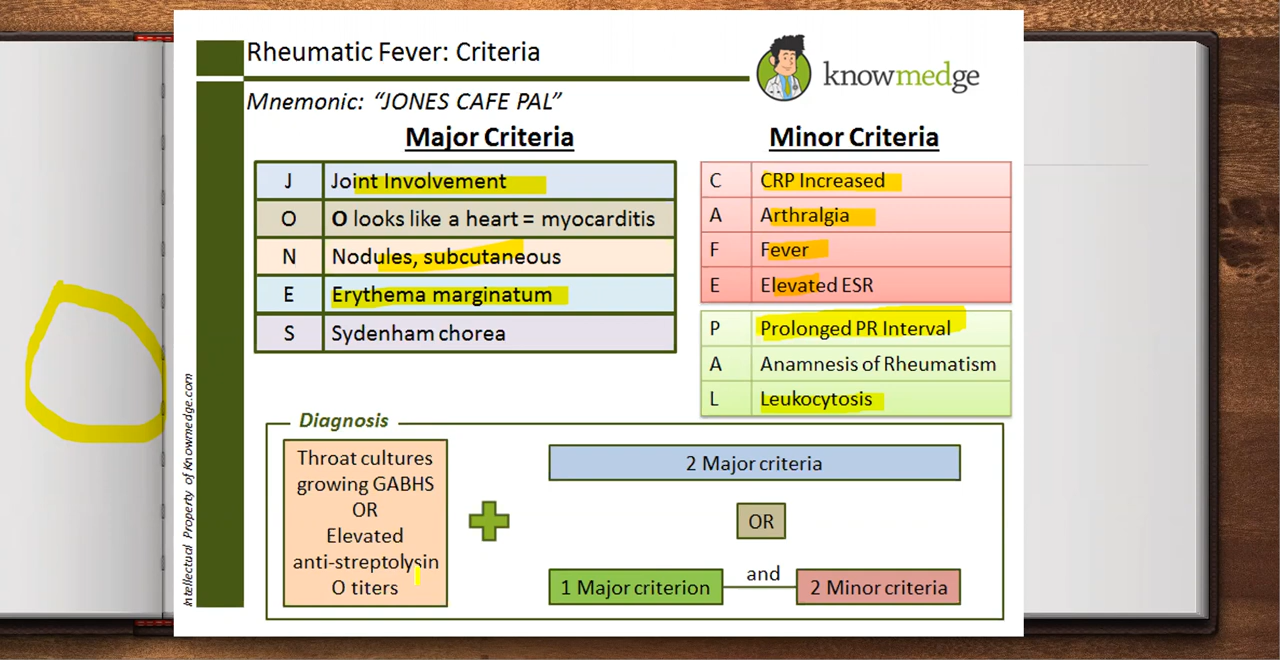 Rheumatic Fever: Criteria
knowmedge
Mnemonic: “JONES CAFE PAL”
Major Criteria
J Joint Involvement
O O looks like a heart = myocarditis
N Nodules, subcutaneous
E Erythema marginatum
S Sydenham chorea
Minor Criteria
C CRP Increased
A Arthralgia
F Fever
E Elevated ESR
P Prolonged PR Interval
A Anamnesis of Rheumatism
L Leukocytosis
Diagnosis
Throat cultures
growing GABHS
OR
Elevated
anti-streptolysin
O titers
2 Major criteria
OR
1 Major criterion and 2 Minor criteria
Intellectual Property of Knowmedge.com